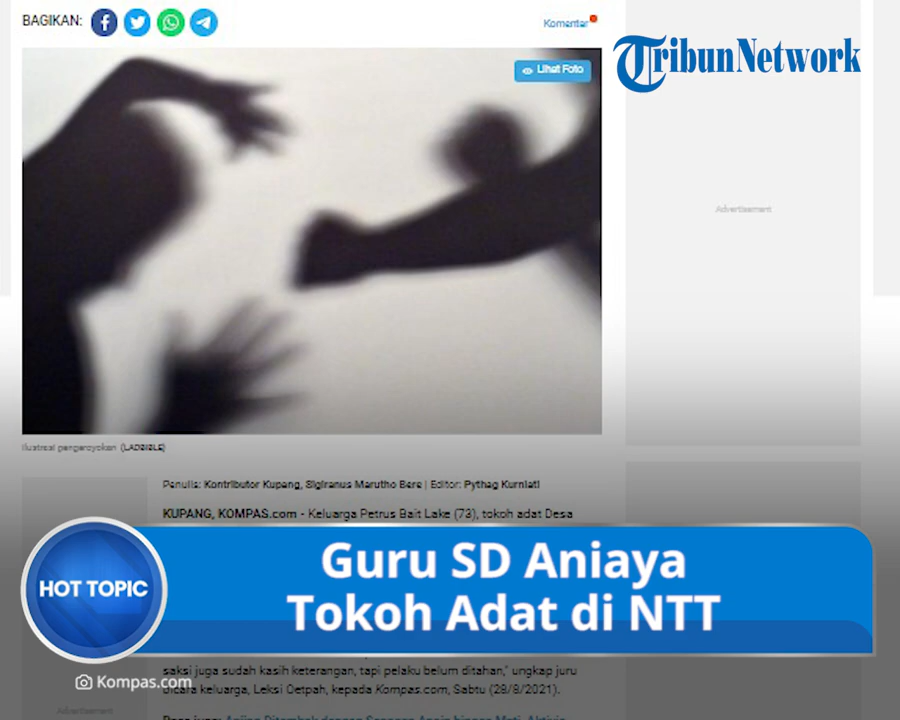 BAGIKAN:
Komentar
TribunNetwork
Lihat Foto
Advertisement
Ilustrasi pengeroyokan (LADBIBLE)
Penulis: Kontributor Kupang, Sigiranus Marutho Bere | Editor: Pythag Kurniati
KUPANG, KOMPAS.com - Keluarga Petrus Bait Lake (73), tokoh adat Desa
HOT TOPIC
Guru SD Aniaya
Tokoh Adat di NTT
saksi juga sudah kasih keterangan, tapi pelaku belum ditahan," ungkap juru
bicara keluarga, Leksi Oetpah, kepada Kompas.com, Sabtu (28/8/2021).
Kompas.com
Advertisement